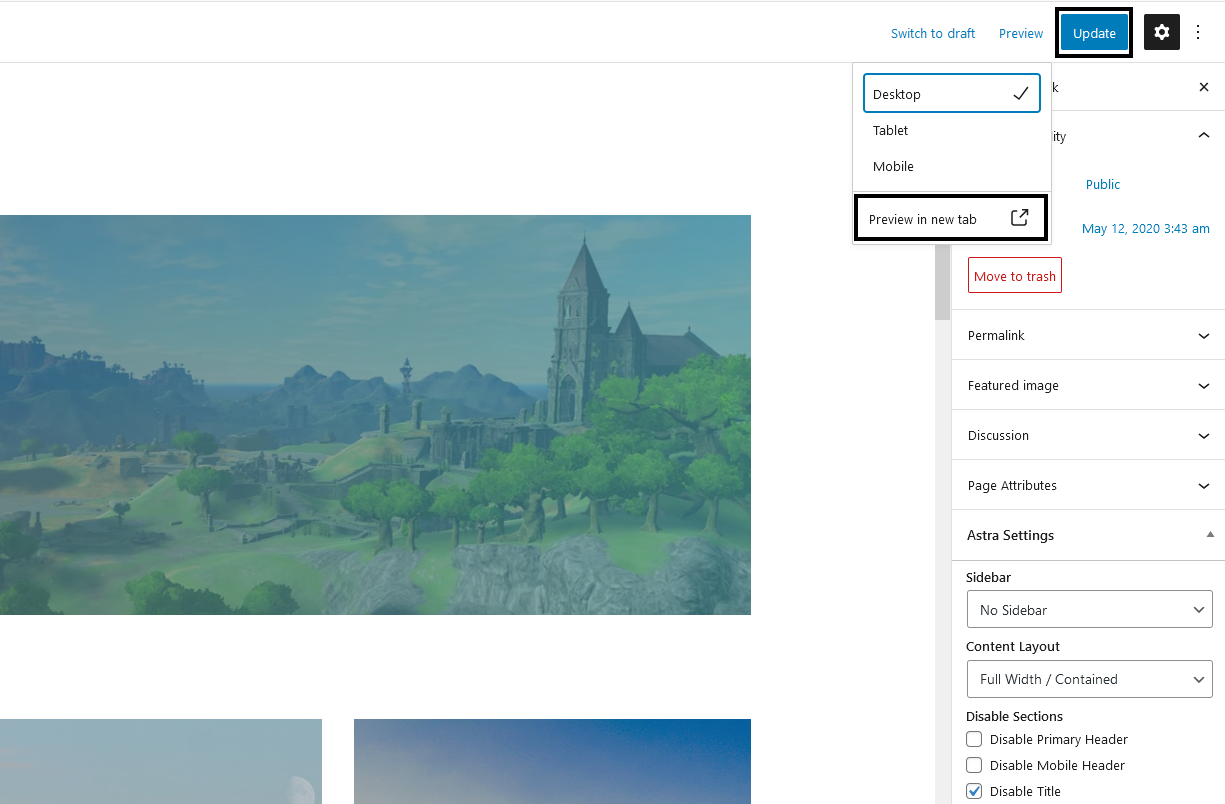 Switch to draft Preview Update
Desktop
k
Tablet
ity
Mobile
Public
Preview in new tab
May 12, 2020 3:43 am
Move to trash
Permalink
Featured image
Discussion
Page Attributes
Astra Settings
Sidebar
No Sidebar
Content Layout
Full Width / Contained
Disable Sections
Disable Primary Header
Disable Mobile Header
Disable Title